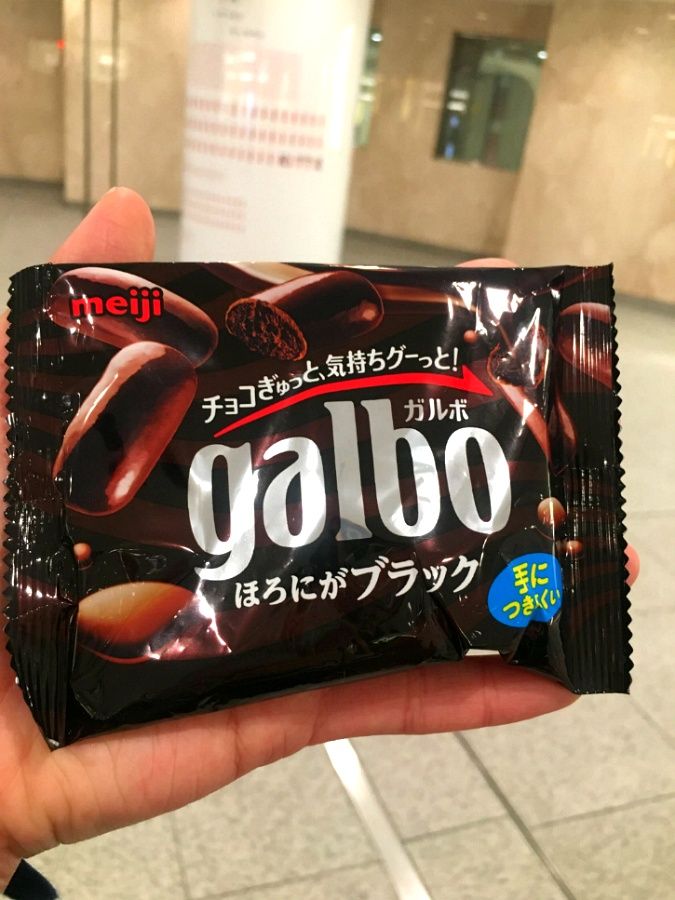 meiji
チョコぎゅっと、気持ちグーっと!
ガルボ
galbo
ほろにがブラック
手に
つきにくい